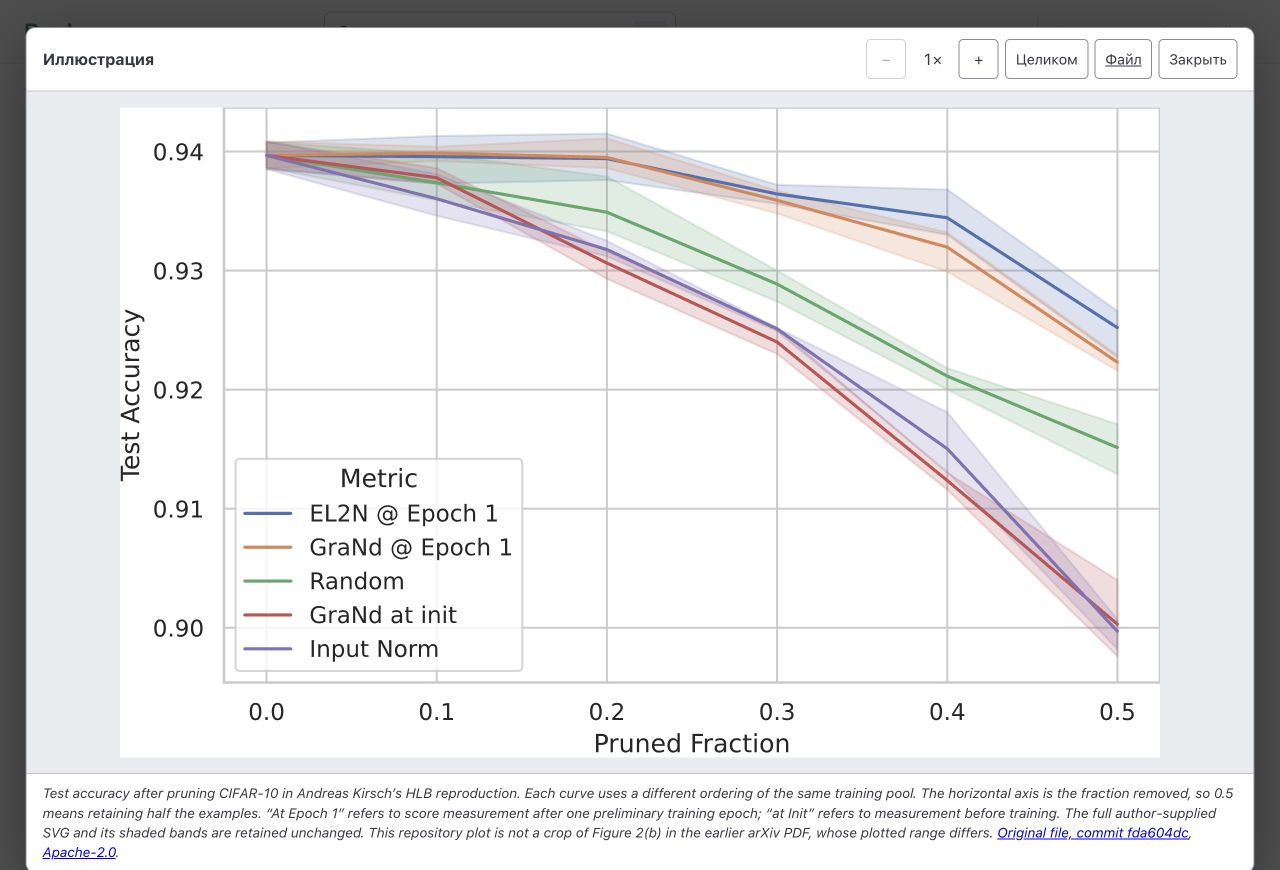 Иллюстрация
− 1× + Целиком Файл Закрыть
0.94
0.93
0.92
0.91
0.90
Test Accuracy
Metric
EL2N @ Epoch 1
GraNd @ Epoch 1
Random
GraNd at init
Input Norm
0.0 0.1 0.2 0.3 0.4 0.5
Pruned Fraction
Test accuracy after pruning CIFAR-10 in Andreas Kirsch’s HLB reproduction. Each curve uses a different ordering of the same training pool. The horizontal axis is the fraction removed, so 0.5
means retaining half the examples. “At Epoch 1” refers to score measurement after one preliminary training epoch; “at Init” refers to measurement before training. The full author-supplied
SVG and its shaded bands are retained unchanged. This repository plot is not a crop of Figure 2(b) in the earlier arXiv PDF, whose plotted range differs. Original file, commit fda604dc,
Apache-2.0.